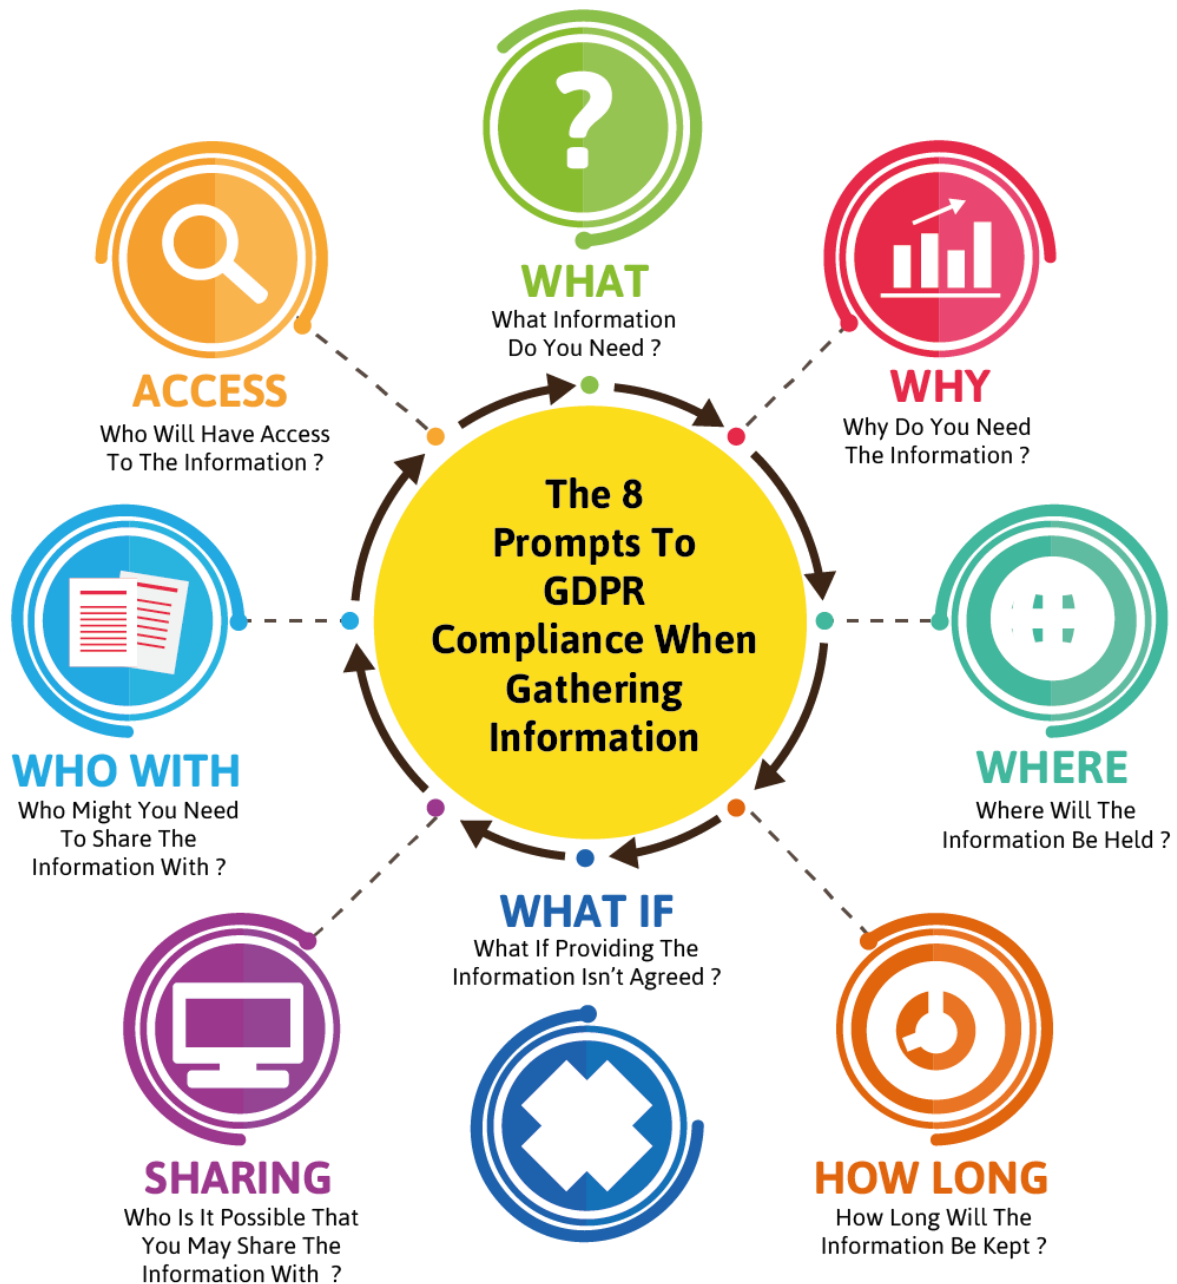 WHAT
What Information
Do You Need ?
WHY
Why Do You Need
The Information ?
WHERE
Where Will The
Information Be Held ?
HOW LONG
How Long Will The
Information Be Kept ?
WHAT IF
What If Providing The
Information Isn't Agreed ?
SHARING
Who Is It Possible That
You May Share The
Information With  ?
WHO WITH
Who Might You Need
To Share The
Information With ?
ACCESS
Who Will Have Access
To The Information ?
The 8
Prompts To
GDPR
Compliance When
Gathering
Information